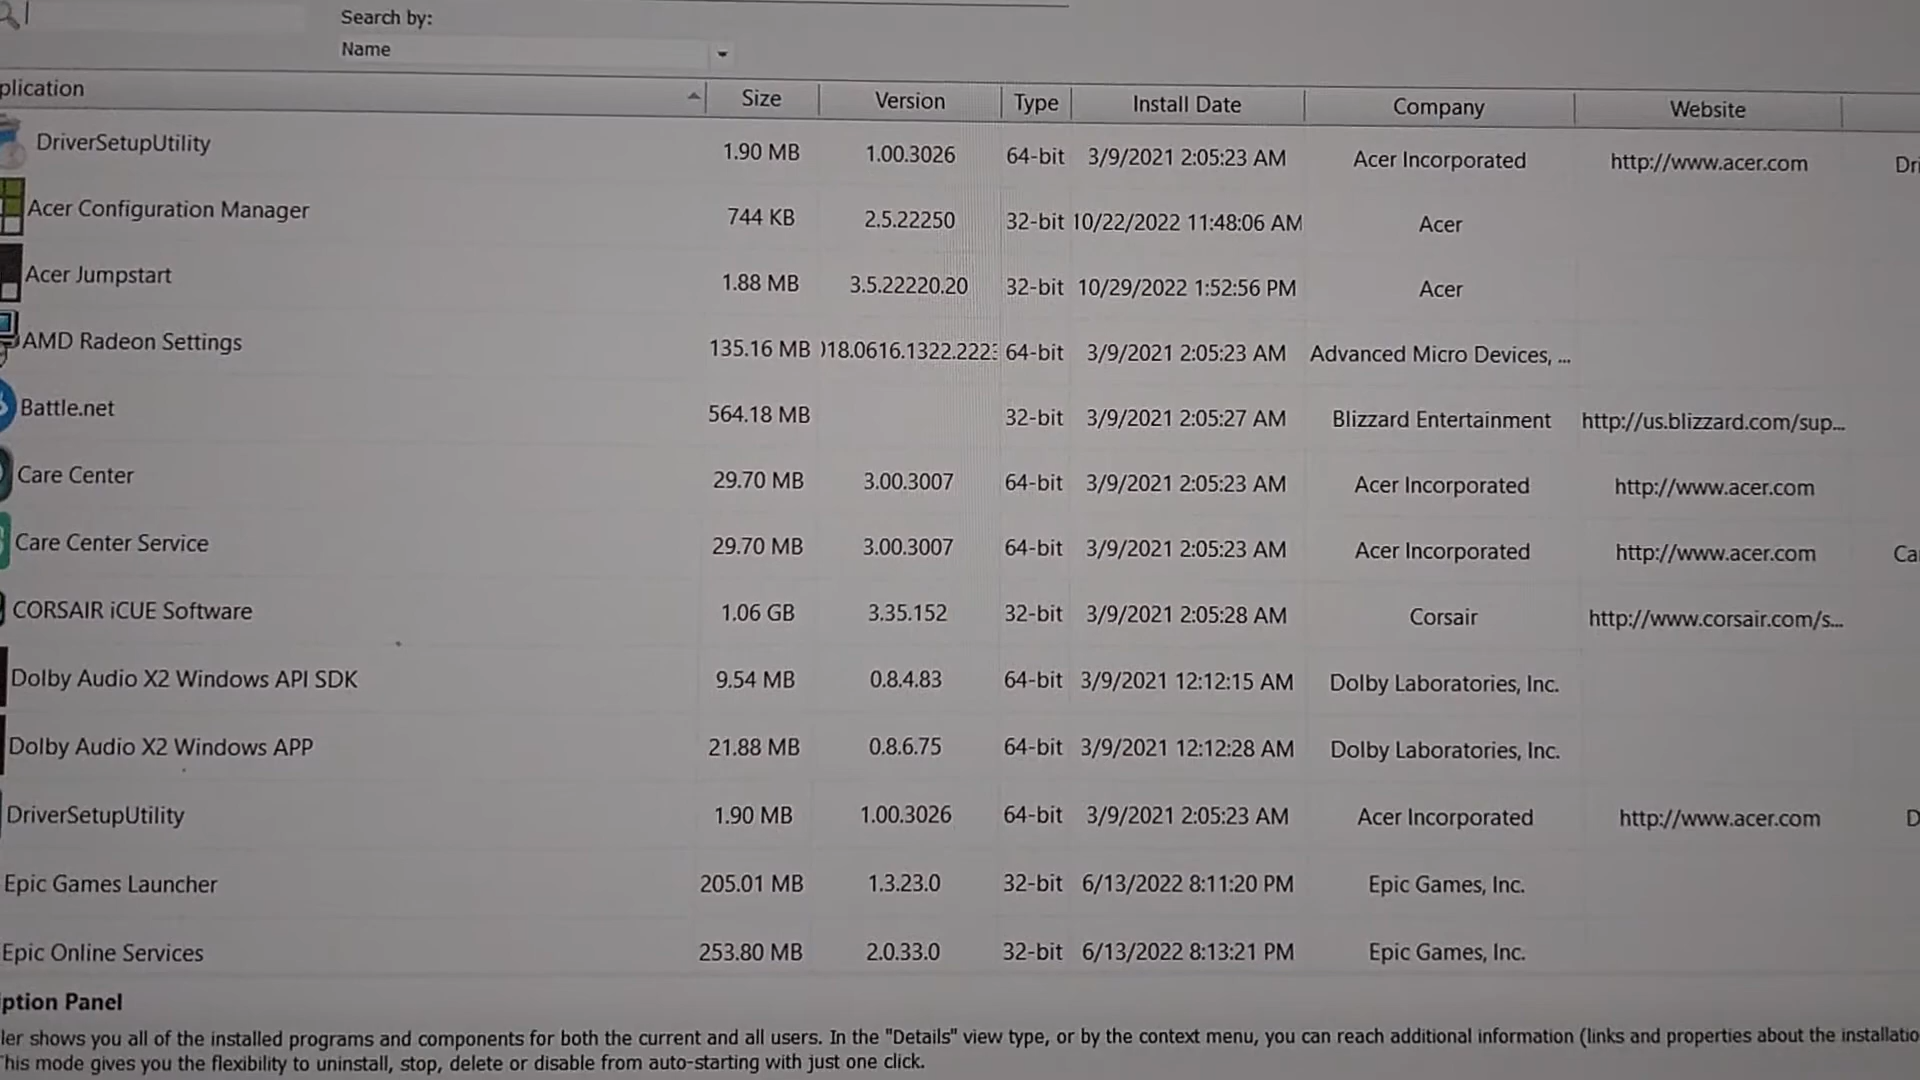 Search by:
Name
plication Size Version Type Install Date Company Website
DriverSetupUtility 1.90 MB 1.00.3026 64-bit 3/9/2021 2:05:23 AM Acer Incorporated http://www.acer.com Dri
Acer Configuration Manager 744 KB 2.5.22250 32-bit 10/22/2022 11:48:06 AM Acer
Acer Jumpstart 1.88 MB 3.5.22220.20 32-bit 10/29/2022 1:52:56 PM Acer
AMD Radeon Settings 135.16 MB )18.0616.1322.2223 64-bit 3/9/2021 2:05:23 AM Advanced Micro Devices, ...
Battle.net 564.18 MB 32-bit 3/9/2021 2:05:27 AM Blizzard Entertainment http://us.blizzard.com/sup...
Care Center 29.70 MB 3.00.3007 64-bit 3/9/2021 2:05:23 AM Acer Incorporated http://www.acer.com
Care Center Service 29.70 MB 3.00.3007 64-bit 3/9/2021 2:05:23 AM Acer Incorporated http://www.acer.com Ca
CORSAIR iCUE Software 1.06 GB 3.35.152 32-bit 3/9/2021 2:05:28 AM Corsair http://www.corsair.com/s...
Dolby Audio X2 Windows API SDK 9.54 MB 0.8.4.83 64-bit 3/9/2021 12:12:15 AM Dolby Laboratories, Inc.
Dolby Audio X2 Windows APP 21.88 MB 0.8.6.75 64-bit 3/9/2021 12:12:28 AM Dolby Laboratories, Inc.
DriverSetupUtility 1.90 MB 1.00.3026 64-bit 3/9/2021 2:05:23 AM Acer Incorporated http://www.acer.com D
Epic Games Launcher 205.01 MB 1.3.23.0 32-bit 6/13/2022 8:11:20 PM Epic Games, Inc.
Epic Online Services 253.80 MB 2.0.33.0 32-bit 6/13/2022 8:13:21 PM Epic Games, Inc.
iption Panel
ler shows you all of the installed programs and components for both the current and all users. In the "Details" view type, or by the context menu, you can reach additional information (links and properties about the installatio
This mode gives you the flexibility to uninstall, stop, delete or disable from auto-starting with just one click.